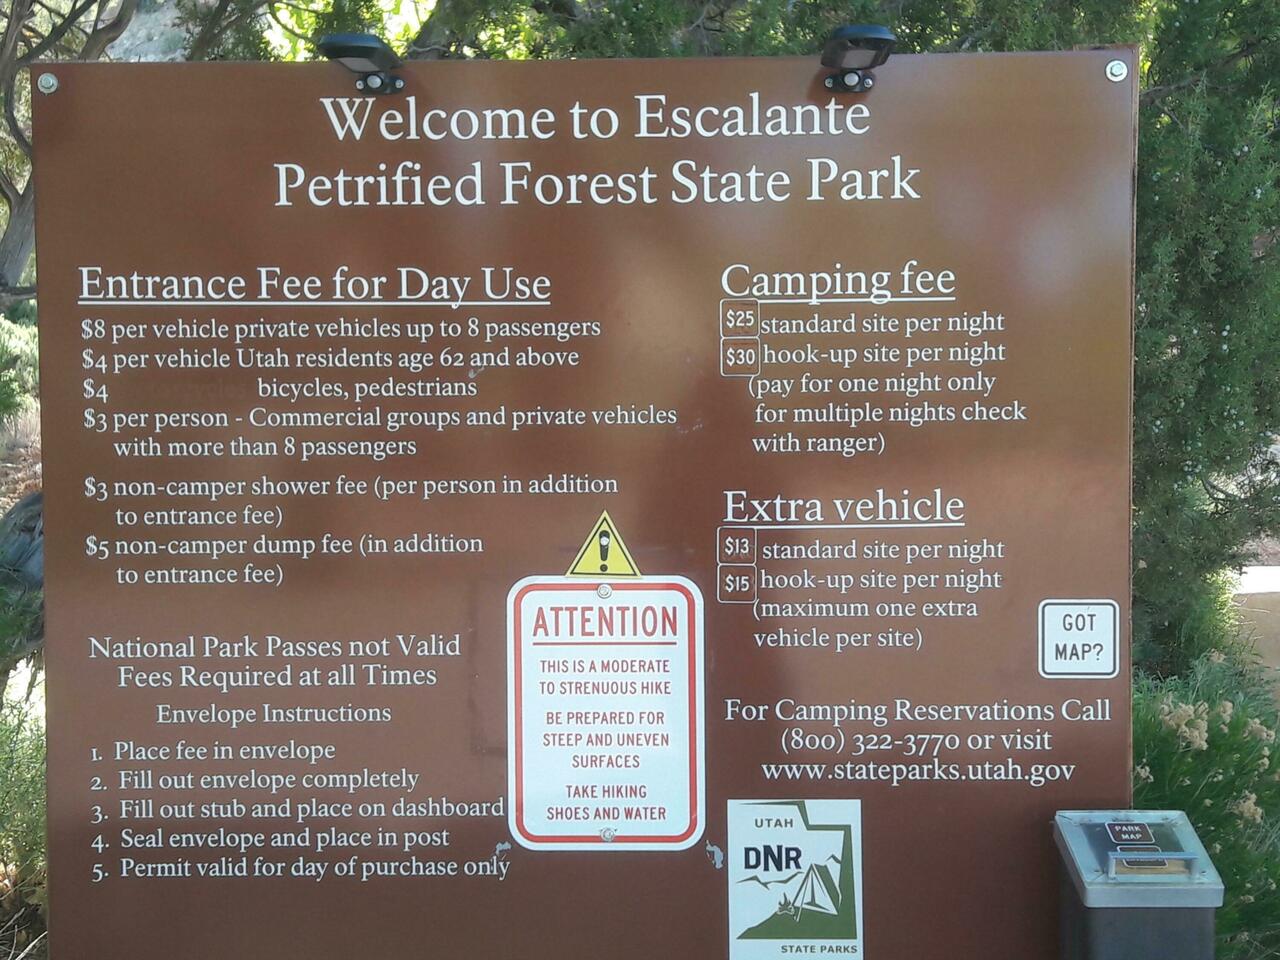 Welcome to Escalante
Petrified Forest State Park
Entrance Fee for Day Use
$8 per vehicle private vehicles up to 8 passengers
$4 per vehicle Utah residents age 62 and above
$4 bicycles, pedestrians
$3 per person - Commercial groups and private vehicles
with more than 8 passengers
$3 non-camper shower fee (per person in addition
to entrance fee)
$5 non-camper dump fee (in addition
to entrance fee)
National Park Passes not Valid
Fees Required at all Times
Envelope Instructions
1. Place fee in envelope
2. Fill out envelope completely
3. Fill out stub and place on dashboard
4. Seal envelope and place in post
5. Permit valid for day of purchase only
ATTENTION
THIS IS A MODERATE
TO STRENUOUS HIKE
BE PREPARED FOR
STEEP AND UNEVEN
SURFACES
TAKE HIKING
SHOES AND WATER
Camping fee
$25 standard site per night
$30 hook-up site per night
(pay for one night only
for multiple nights check
with ranger)
Extra vehicle
$13 standard site per night
$15 hook-up site per night
(maximum one extra
vehicle per site)
GOT
MAP?
For Camping Reservations Call
(800) 322-3770 or visit
www.stateparks.utah.gov
UTAH
DNR
STATE PARKS
PARK
MAP